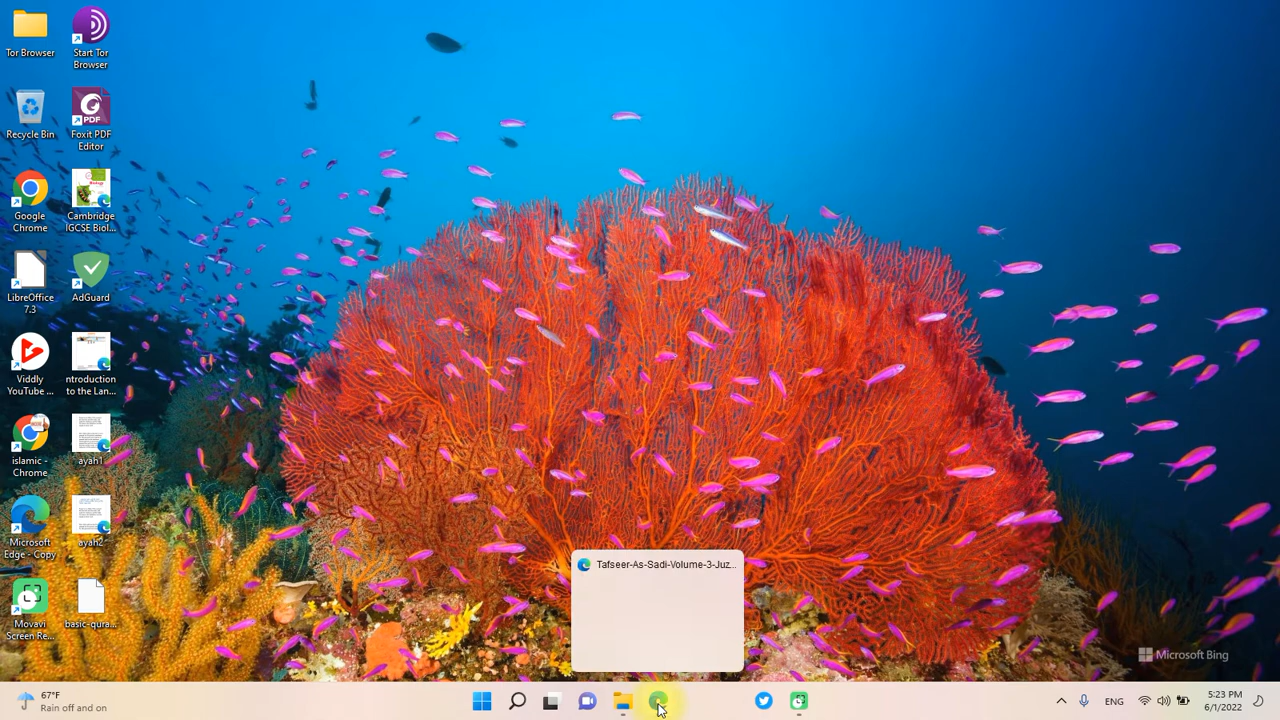 Tor Browser
Start Tor
Browser
Recycle Bin
Foxit PDF
Editor
PDF
Google
Chrome
Cambridge
IGCSE Biol...
LibreOffice
7.3
AdGuard
Viddly
YouTube ...
ntroduction
to the Lan...
islamic -
Chrome
ayah1
Microsoft
Edge - Copy
ayah2
Movavi
Screen Re...
basic-qura...
Tafseer-As-Sadi-Volume-3-Juz...
Microsoft Bing
67°F
Rain off and on
ENG
5:23 PM
6/1/2022